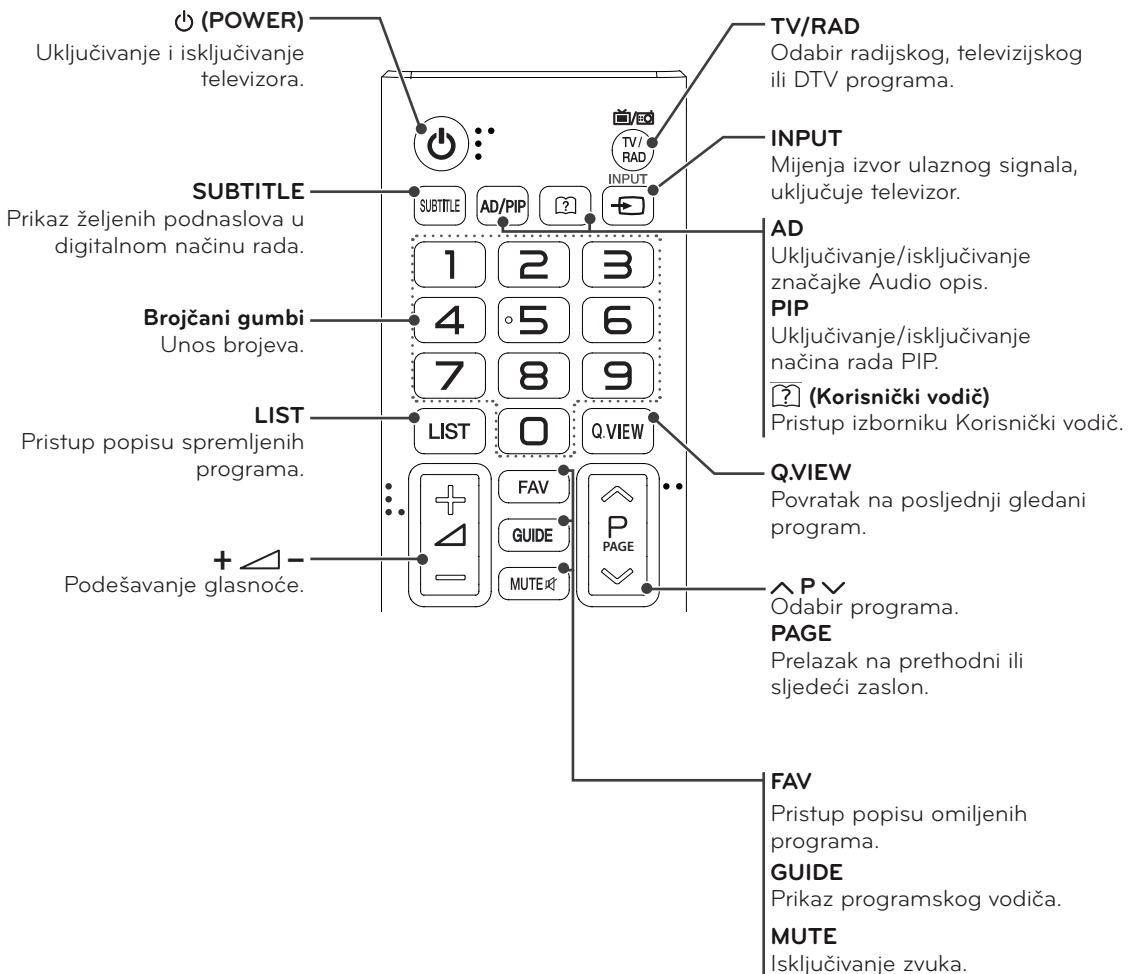 (POWER)
Uključivanje i isključivanje
televizora.
SUBTITLE
Prikaz željenih podnaslova u
digitalnom načinu rada.
Brojčani gumbi
Unos brojeva.
LIST
Pristup popisu spremljenih
programa.
+ −
Podešavanje glasnoće.
TV/
RAD
INPUT
SUBTITLE
AD/PIP
?
1 2 3
4 5 6
7 8 9
LIST 0 Q.VIEW
+
−
FAV
GUIDE
MUTE
P
PAGE
TV/RAD
Odabir radijskog, televizijskog
ili DTV programa.
INPUT
Mijenja izvor ulaznog signala,
uključuje televizor.
AD
Uključivanje/isključivanje
značajke Audio opis.
PIP
Uključivanje/isključivanje
načina rada PIP.
? (Korisnički vodič)
Pristup izborniku Korisnički vodič.
Q.VIEW
Povratak na posljednji gledani
program.
P
Odabir programa.
PAGE
Prelazak na prethodni ili
sljedeći zaslon.
FAV
Pristup popisu omiljenih
programa.
GUIDE
Prikaz programskog vodiča.
MUTE
Isključivanje zvuka.